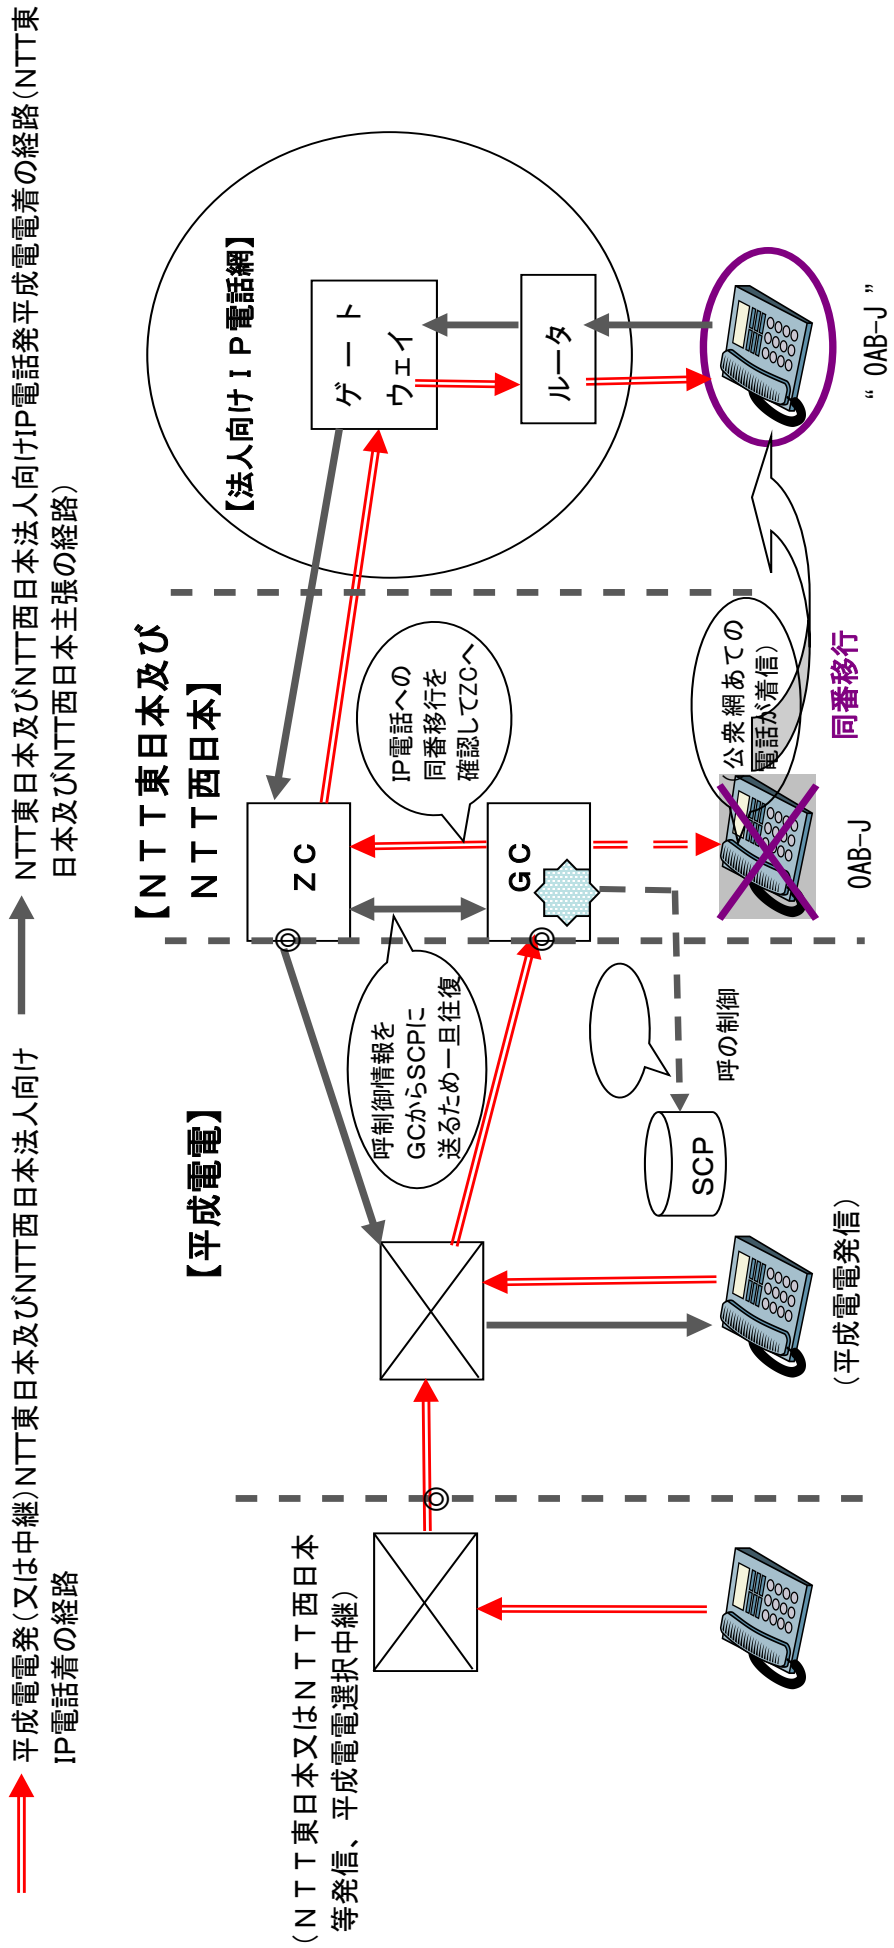 平成電電発(又は中継)NTT東日本及びNTT西日本法人向け
IP電話着の経路
NTT東日本及びNTT西日本法人向けIP電話発平成電電着の経路(NTT東
日本及びNTT西日本主張の経路)
(NTT東日本又はNTT西日本
等発信、平成電電選択中継)
【平成電電】
(平成電電発信)
呼制御情報を
GCからSCPに
送るため一旦往復
SCP
呼の制御
【NTT東日本及び
NTT西日本】
ZC
GC
IP電話への
同番移行を
確認してZCへ
(公衆網あての
電話が着信)
0AB-J
同番移行
【法人向けIP電話網】
ゲート
ウェイ
ルータ
“ 0AB-J ”